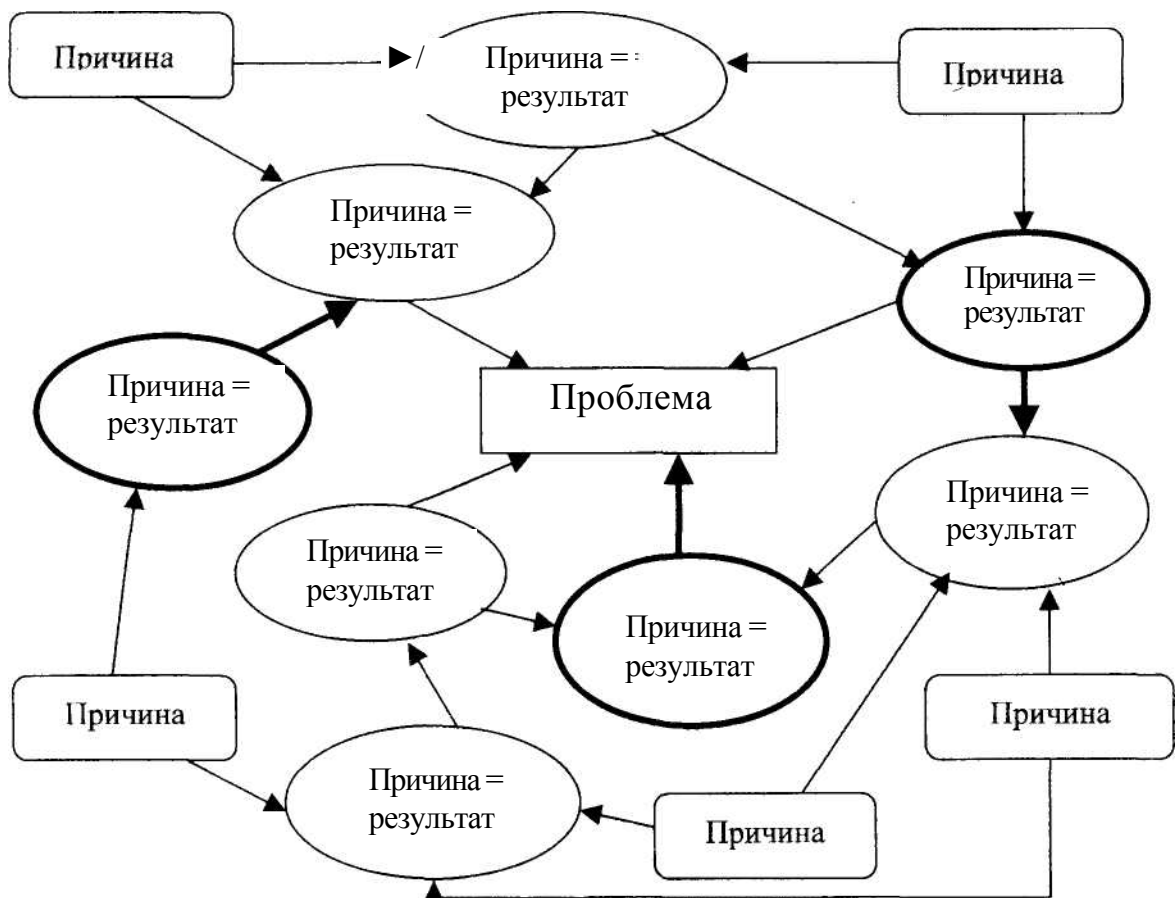 Причина
Причина =
результат
Причина
Причина =
результат
Причина =
результат
Причина =
результат
Проблема
Причина =
результат
Причина =
результат
Причина =
результат
Причина
Причина
Причина =
результат
Причина